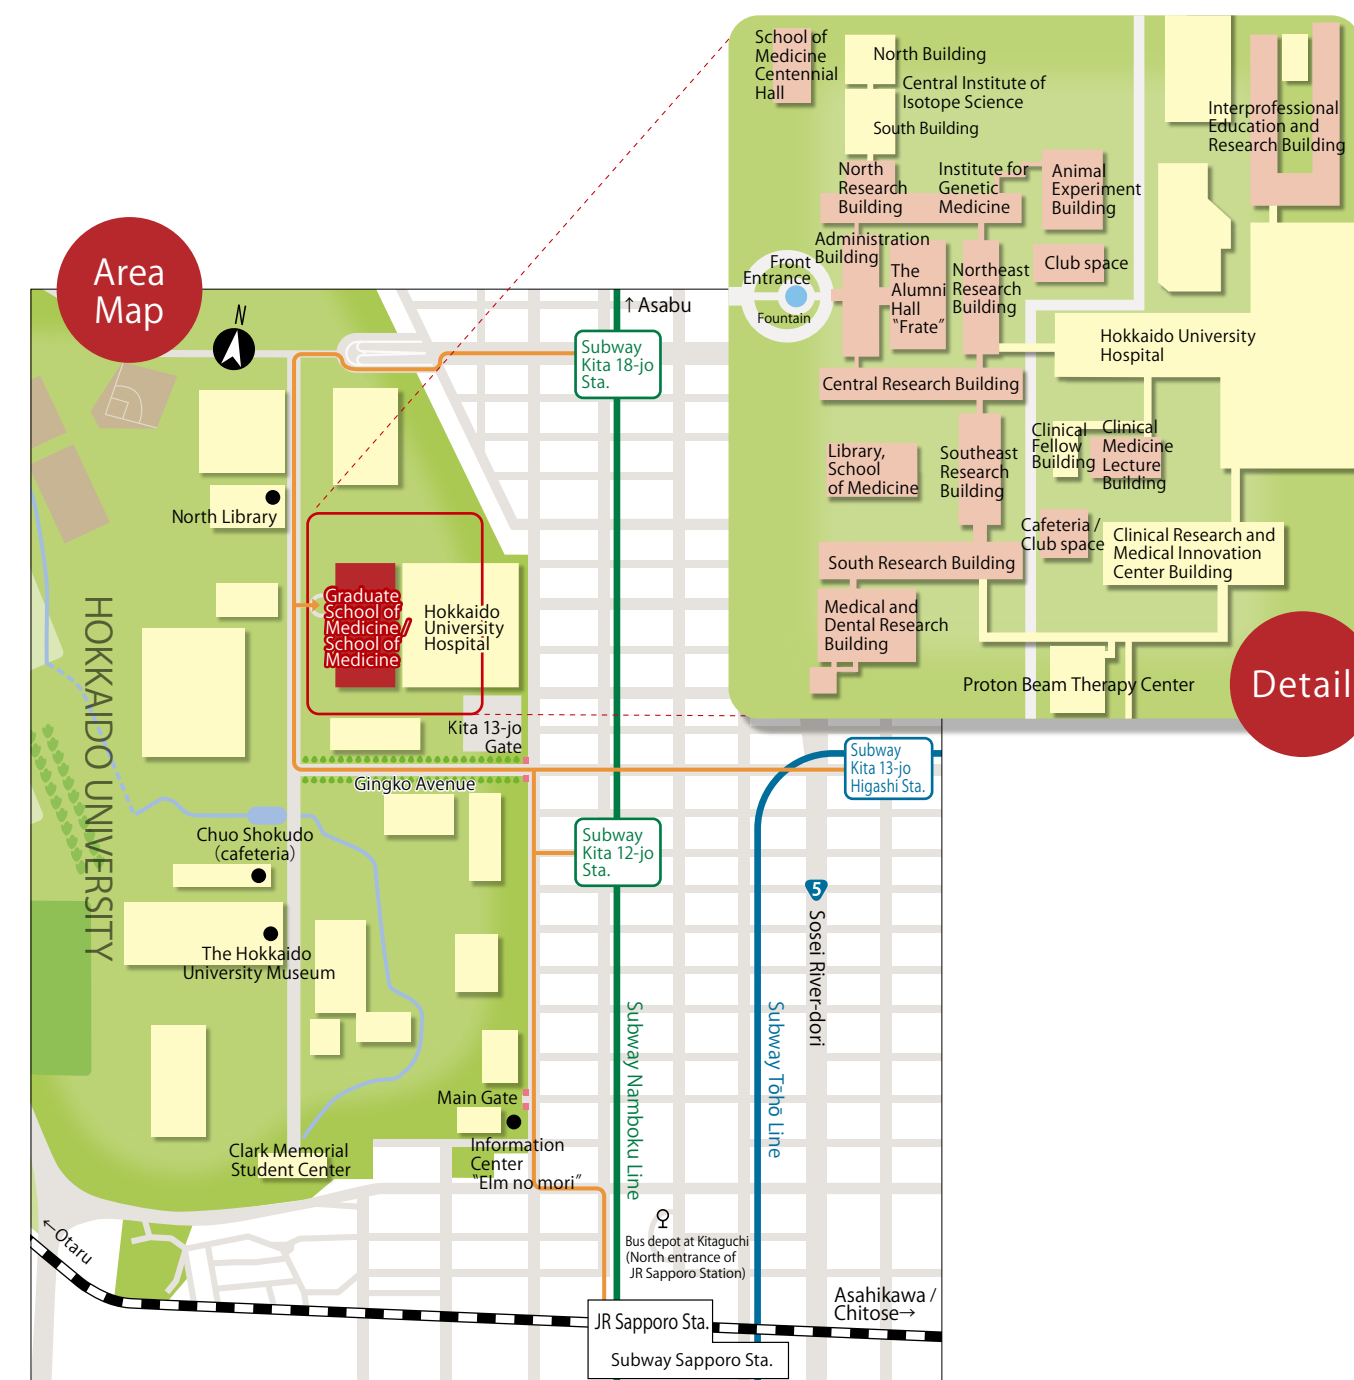 Area
Map
N
HOKKAIDO UNIVERSITY
North Library
Graduate
School of
Medicine/
School of
Medicine
Hokkaido
University
Hospital
Kita 13-jo
Gate
Gingko Avenue
Chuo Shokudo
(cafeteria)
The Hokkaido
University Museum
Main Gate
Clark Memorial
Student Center
Information
Center
“Elm no mori”
↑Asabu
Subway
Kita 18-jo
Sta.
Subway
Kita 12-jo
Sta.
Subway
Kita 13-jo
Higashi Sta.
5
Sosei River-dori
Subway Namboku Line
Subway Tōhō Line
Bus depot at Kitaguchi
(North entrance of
JR Sapporo Station)
←Otaru
Asahikawa /
Chitose→
JR Sapporo Sta.
Subway Sapporo Sta.
School of
Medicine
Centennial
Hall
North Building
Central Institute of
Isotope Science
South Building
Interprofessional
Education and
Research Building
North
Research
Building
Institute for
Genetic
Medicine
Animal
Experiment
Building
Administration
Building
Front
Entrance
Fountain
The
Alumni
Hall
“Frate”
Northeast
Research
Building
Club space
Hokkaido University
Hospital
Central Research Building
Library,
School
of Medicine
Southeast
Research
Building
Clinical
Fellow
Building
Clinical
Medicine
Lecture
Building
Cafeteria /
Club space
Clinical Research and
Medical Innovation
Center Building
South Research Building
Medical and
Dental Research
Building
Proton Beam Therapy Center
Detail